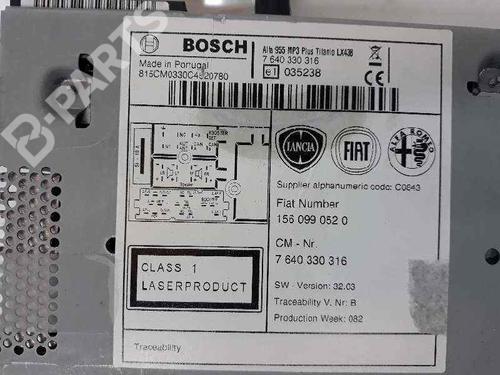 B-PARTS
BOSCH
Made in Portugal
815CM0330C4820780
Alfa 955 MP3 Plus Titanio LX438
7 640 330 316
e1 035238
LANCIA
FIAT
ALFA ROMEO
Supplier alphanumeric code: C0643
Fiat Number
156 099 052 0
CM - Nr.
7 640 330 316
CLASS 1
LASERPRODUCT
SW - Version: 32.03
Traceability V. Nr: B
Production Week: 082
Traceability